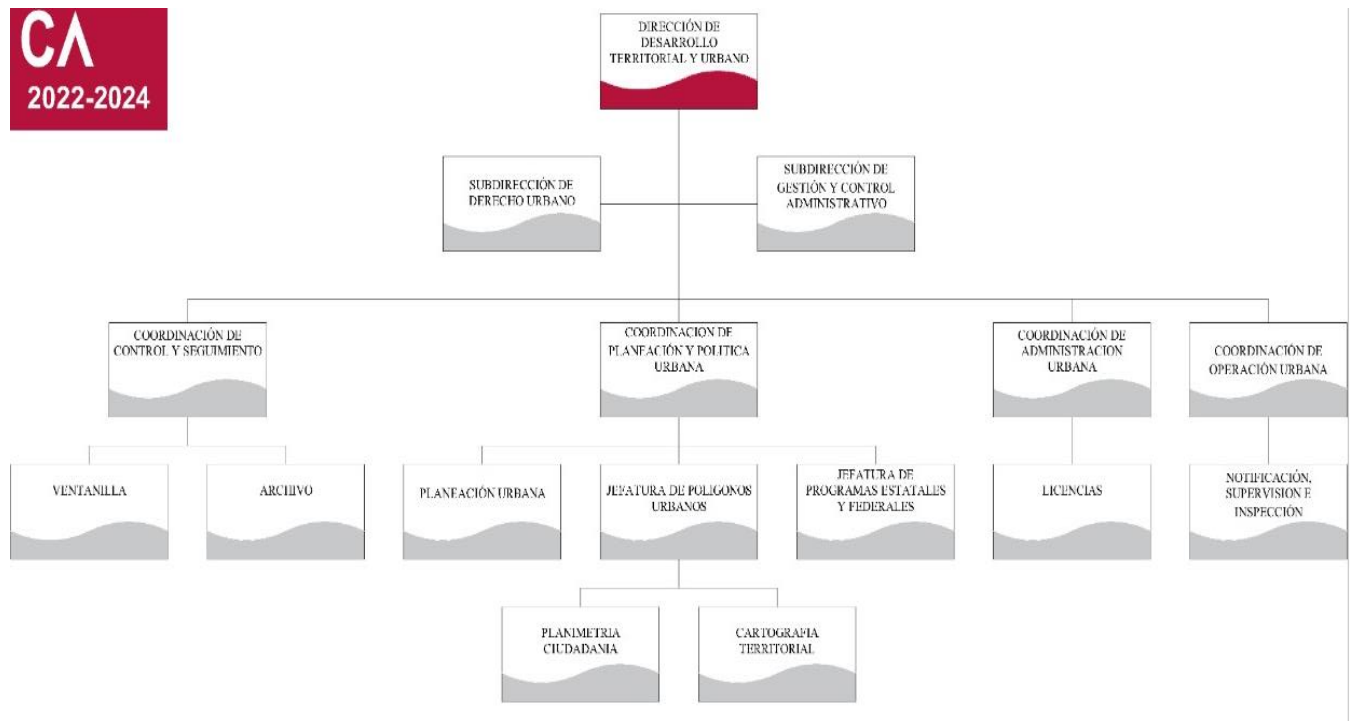 CA
2022-2024
DIRECCIÓN DE
DESARROLLO
TERRITORIAL Y URBANO
SUBDIRECCIÓN DE
DERECHO URBANO
SUBDIRECCIÓN DE
GESTIÓN Y CONTROL
ADMINISTRATIVO
COORDINACIÓN DE
CONTROL Y SEGUIMIENTO
COORDINACION DE
PLANEACIÓN Y POLITICA
URBANA
COORDINACIÓN DE
ADMINISTRACION
URBANA
COORDINACIÓN DE
OPERACIÓN URBANA
VENTANILLA
ARCHIVO
PLANEACIÓN URBANA
JEFATURA DE POLÍGONOS
URBANOS
JEFATURA DE
PROGRAMAS ESTATALES
Y FEDERALES
LICENCIAS
NOTIFICACIÓN,
SUPERVISION E
INSPECCIÓN
PLANIMETRIA
CIUDADANIA
CARTOGRAFIA
TERRITORIAL